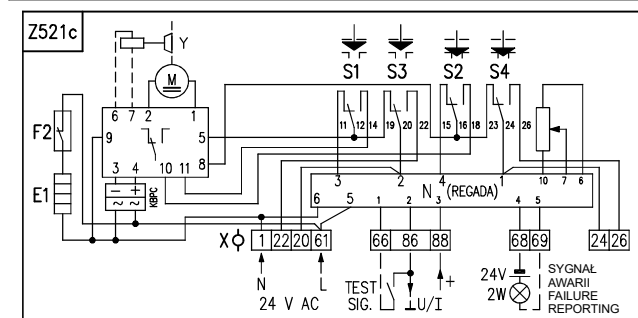 Z521c
Y
M
S1 S3 S2 S4
6 7 2 1
F2
9 5
8
3 4 10 11
11 12 14 19 20 22 15 16 18 23 24 26
E1
− +
~ ~
KBPC
3 2 4 1 10 7 6
N (REGADA)
6 5 1 2 3 4 5
X 1 22 20 61 66 86 88 68 69 24 26
N L
24 V AC
TEST
SIG.
⊥U/I
+
24V
2W
SYGNAŁ
AWARII
FAILURE
REPORTING